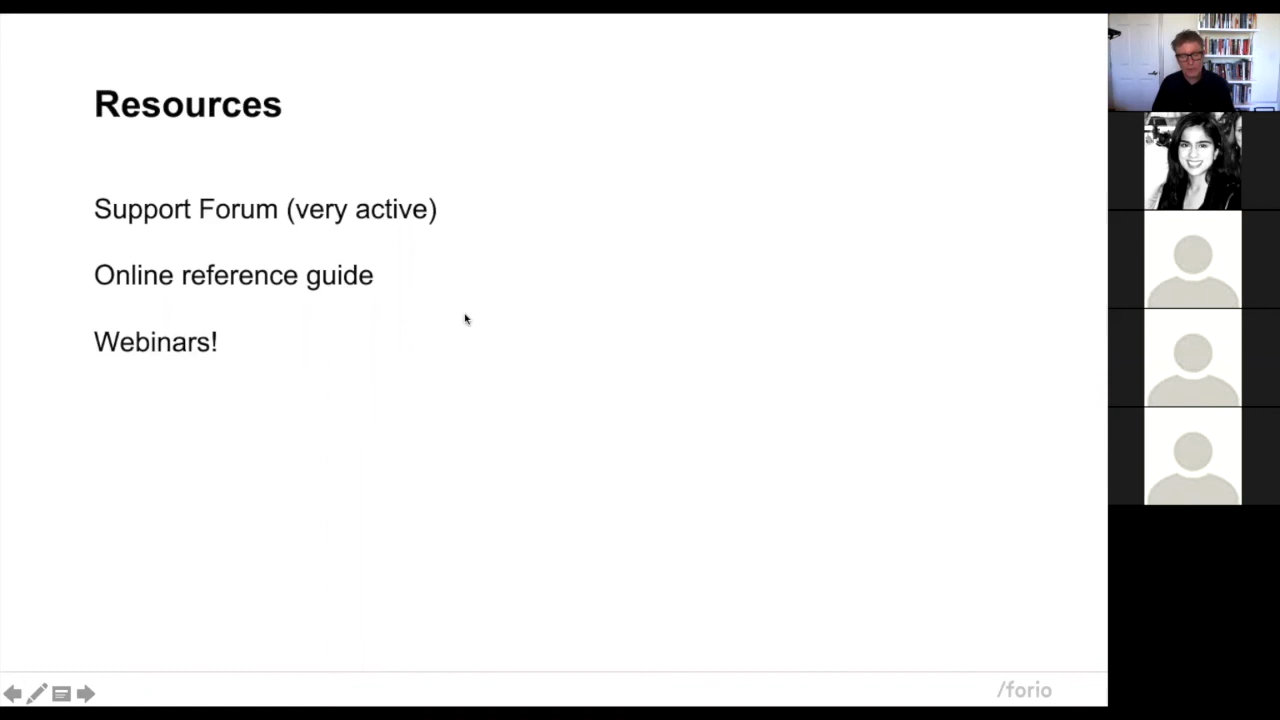 Resources
Support Forum (very active)
Online reference guide
Webinars!
/forio